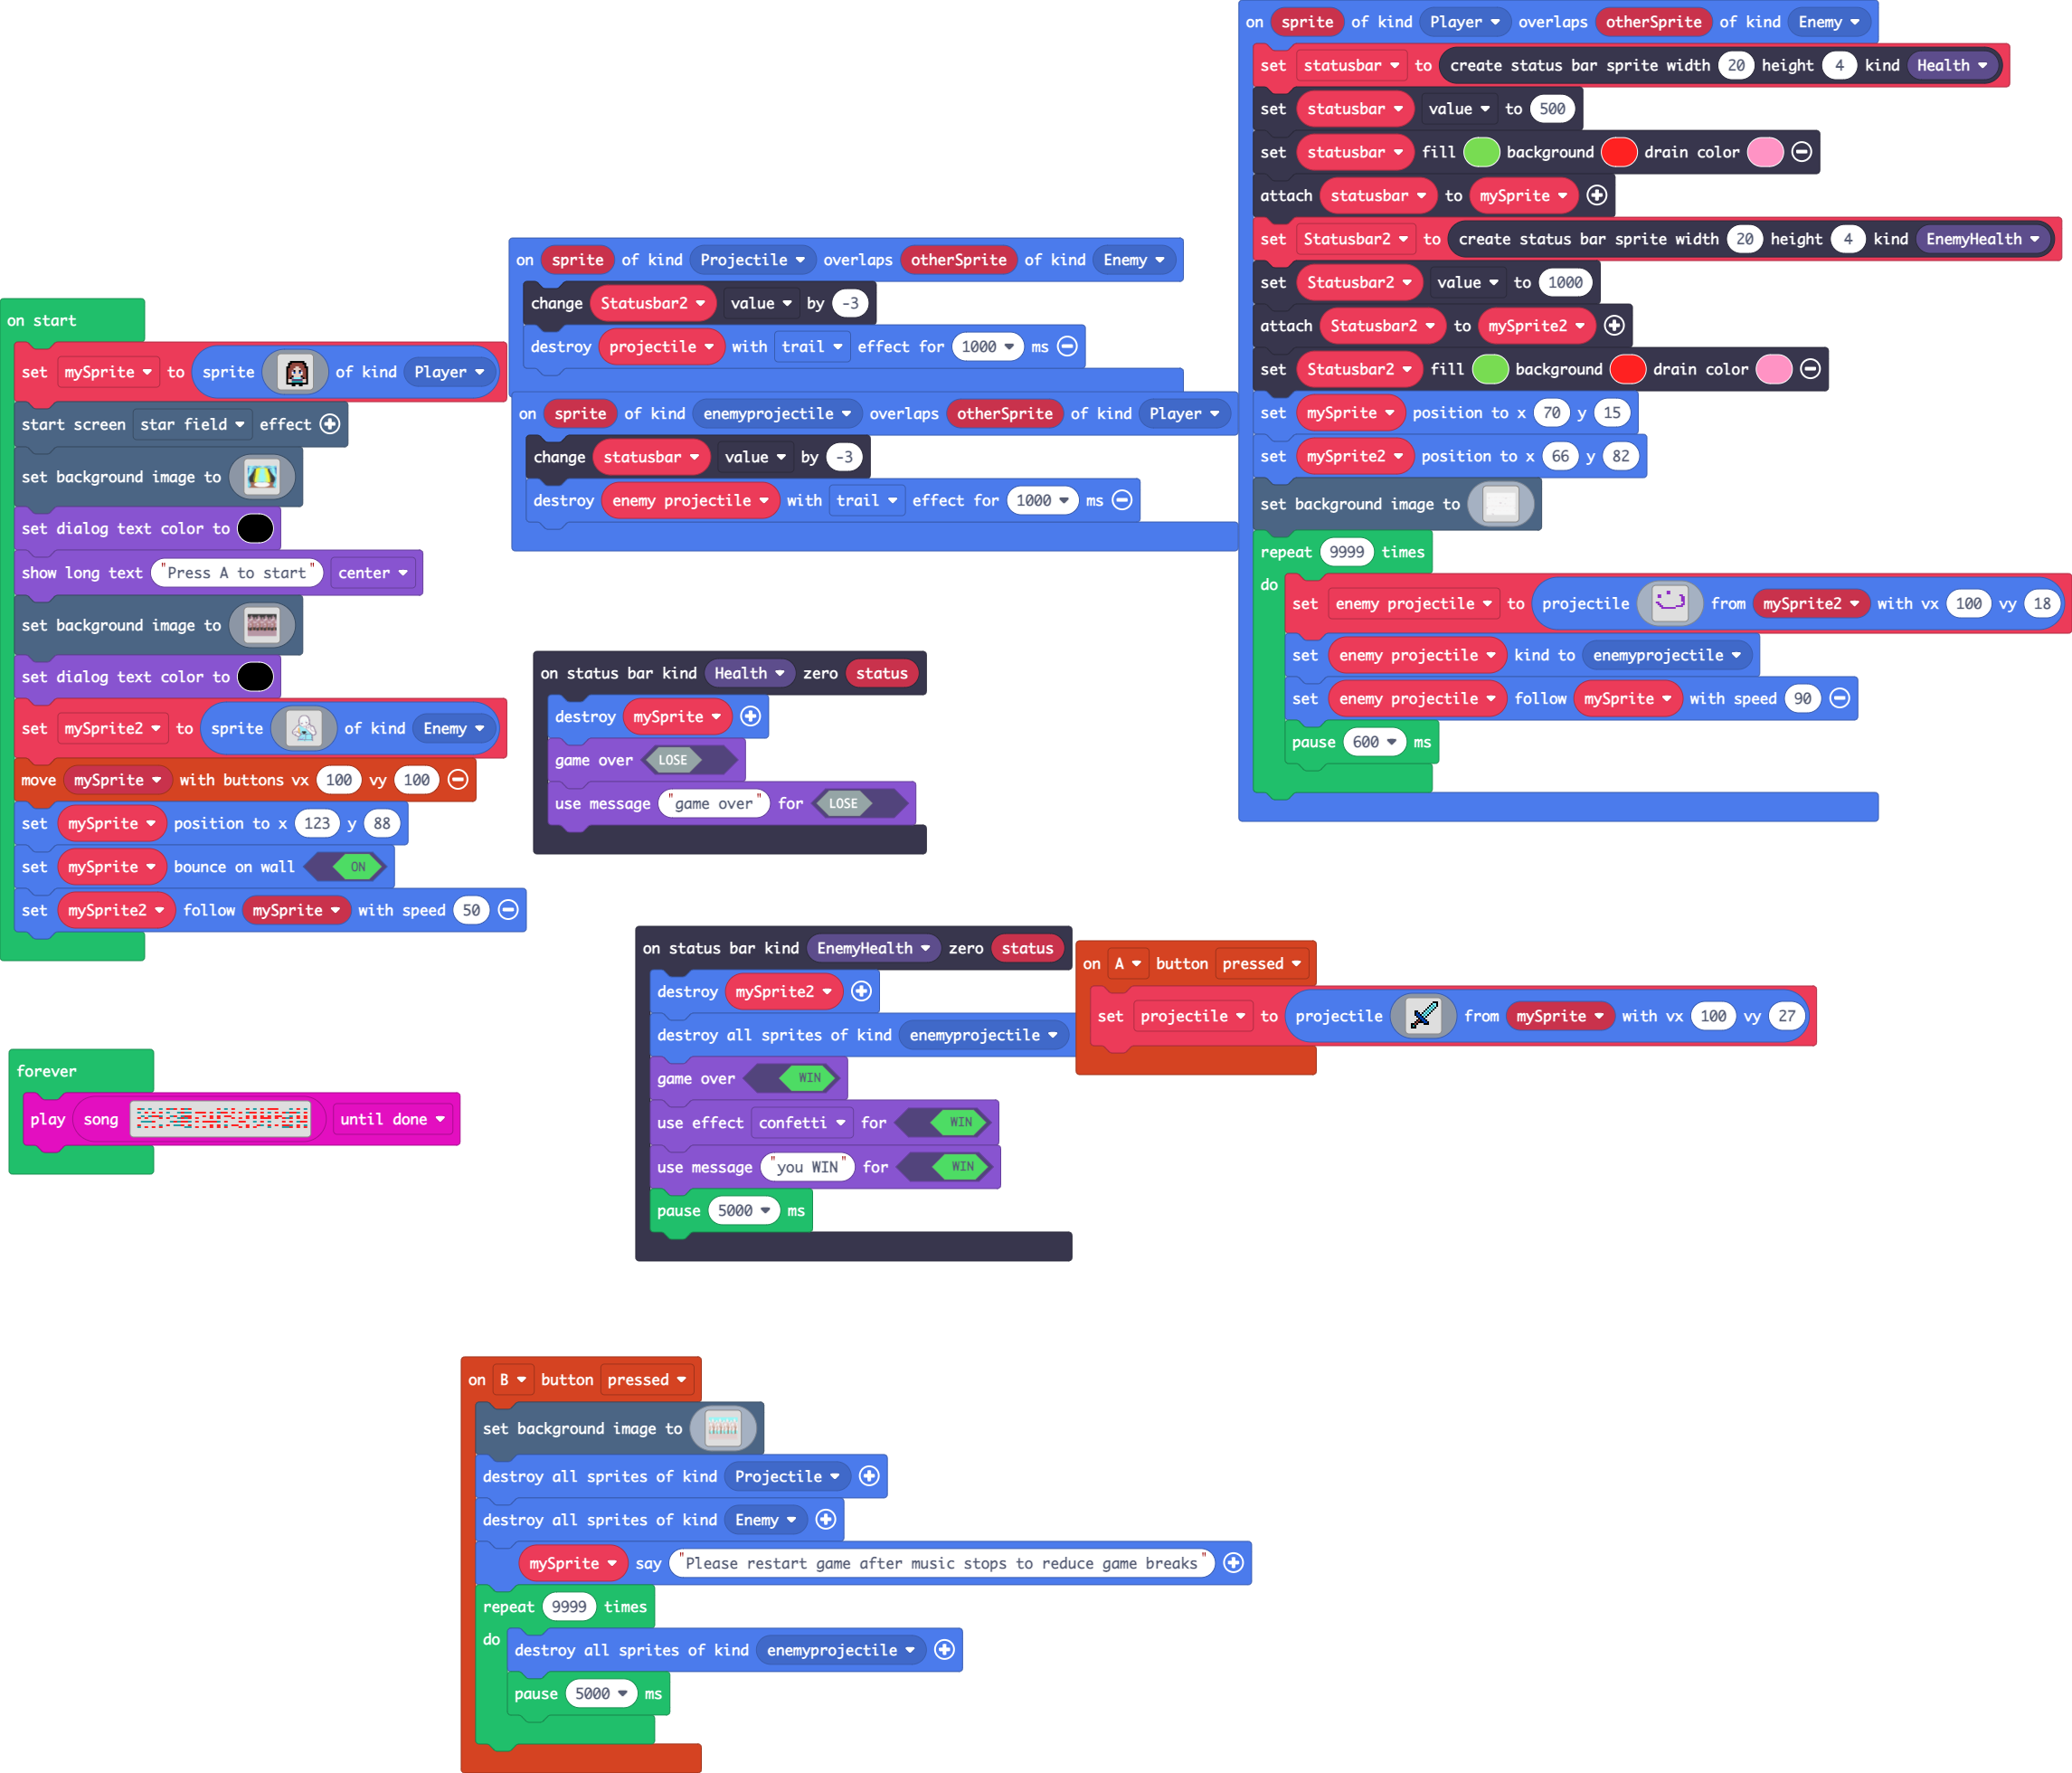 on start
set mySprite to sprite of kind Player
start screen star field effect
set background image to
set dialog text color to
show long text "Press A to start" center
set background image to
set dialog text color to
set mySprite2 to sprite of kind Enemy
move mySprite with buttons vx 100 vy 100
set mySprite position to x 123 y 88
set mySprite bounce on wall ON
set mySprite2 follow mySprite with speed 50
forever
play song until done
on sprite of kind Projectile overlaps otherSprite of kind Enemy
change Statusbar2 value by -3
destroy projectile with trail effect for 1000 ms
on sprite of kind enemyprojectile overlaps otherSprite of kind Player
change statusbar value by -3
destroy enemy projectile with trail effect for 1000 ms
on status bar kind Health zero status
destroy mySprite
game over LOSE
use message "game over" for LOSE
on status bar kind EnemyHealth zero status
destroy mySprite2
destroy all sprites of kind enemyprojectile
game over WIN
use effect confetti for WIN
use message "you WIN" for WIN
pause 5000 ms
on A button pressed
set projectile to projectile from mySprite with vx 100 vy 27
on sprite of kind Player overlaps otherSprite of kind Enemy
set statusbar to create status bar sprite width 20 height 4 kind Health
set statusbar value to 500
set statusbar fill background drain color
attach statusbar to mySprite
set Statusbar2 to create status bar sprite width 20 height 4 kind EnemyHealth
set Statusbar2 value to 1000
attach Statusbar2 to mySprite2
set Statusbar2 fill background drain color
set mySprite position to x 70 y 15
set mySprite2 position to x 66 y 82
set background image to
repeat 9999 times
do
set enemy projectile to projectile from mySprite2 with vx 100 vy 18
set enemy projectile kind to enemyprojectile
set enemy projectile follow mySprite with speed 90
pause 600 ms
on B button pressed
set background image to
destroy all sprites of kind Projectile
destroy all sprites of kind Enemy
mySprite say "Please restart game after music stops to reduce game breaks"
repeat 9999 times
do
destroy all sprites of kind enemyprojectile
pause 5000 ms